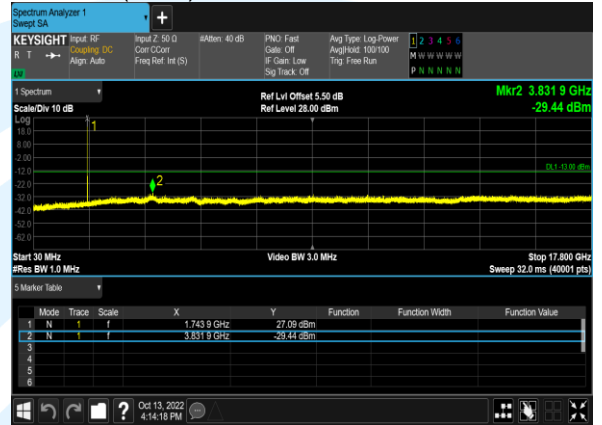 Spectrum Analyzer 1
Swept SA
+
KEYSIGHT Input: RF Input Z: 50 Ω #Atten: 40 dB PNO: Fast Avg Type: Log-Power 1 2 3 4 5 6
R T Coupling: DC Corr CCorr Gate: Off Avg|Hold: 100/100 M W W W W W
Align: Auto Freq Ref: Int (S) IF Gain: Low Trig: Free Run P N N N N N
LVI Sig Track: Off
1 Spectrum Ref Lvl Offset 5.50 dB Mkr2 3.831 9 GHz
Scale/Div 10 dB Ref Level 28.00 dBm -29.44 dBm
Log
1
18.0
8.00
-2.00
DL1 -13.00 dBm
-12.0
2
-22.0
-32.0
-42.0
-52.0
-62.0
Start 30 MHz Video BW 3.0 MHz Stop 17.800 GHz
#Res BW 1.0 MHz Sweep 32.0 ms (40001 pts)
5 Marker Table
Mode Trace Scale X Y Function Function Width Function Value
1 N 1 f 1.743 9 GHz 27.09 dBm
2 N 1 f 3.831 9 GHz -29.44 dBm
3
4
5
6
? Oct 13, 2022
4:14:18 PM